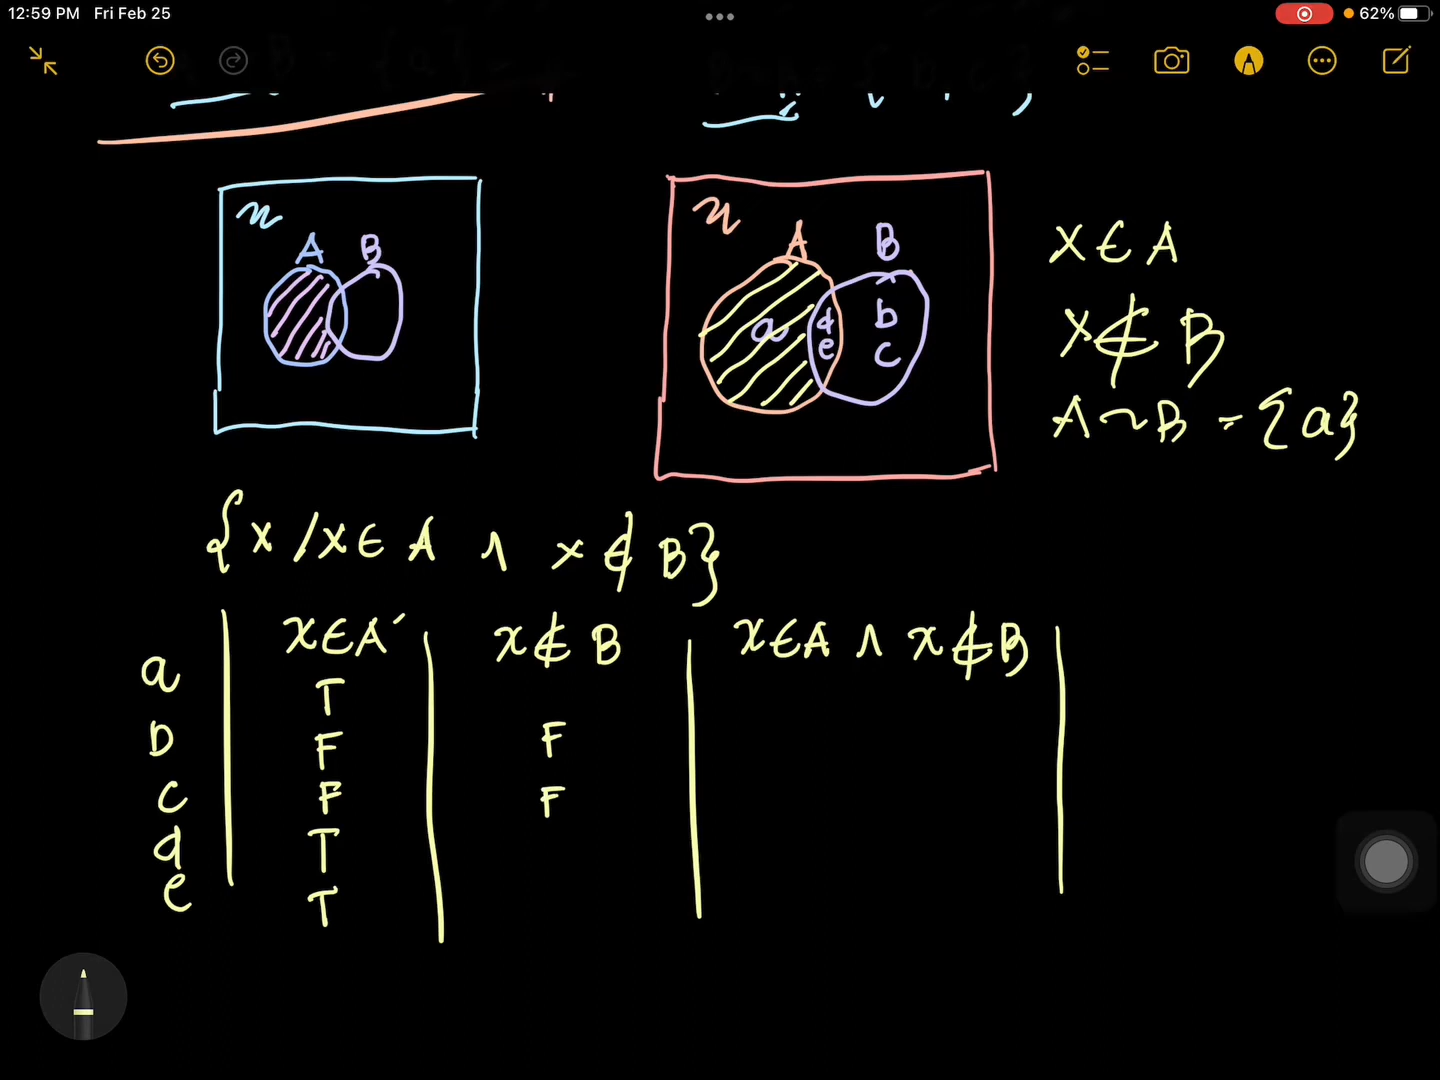 12:59 PM Fri Feb 25
62%
A B
a
d
e
b
c
A B
x ∈ A
x ∉ B
A ~ B = {a}
{x / x ∈ A ∧ x ∉ B}
x ∈ A x ∉ B x ∈ A ∧ x ∉ B
a T
b F F
c F F
d T
e T